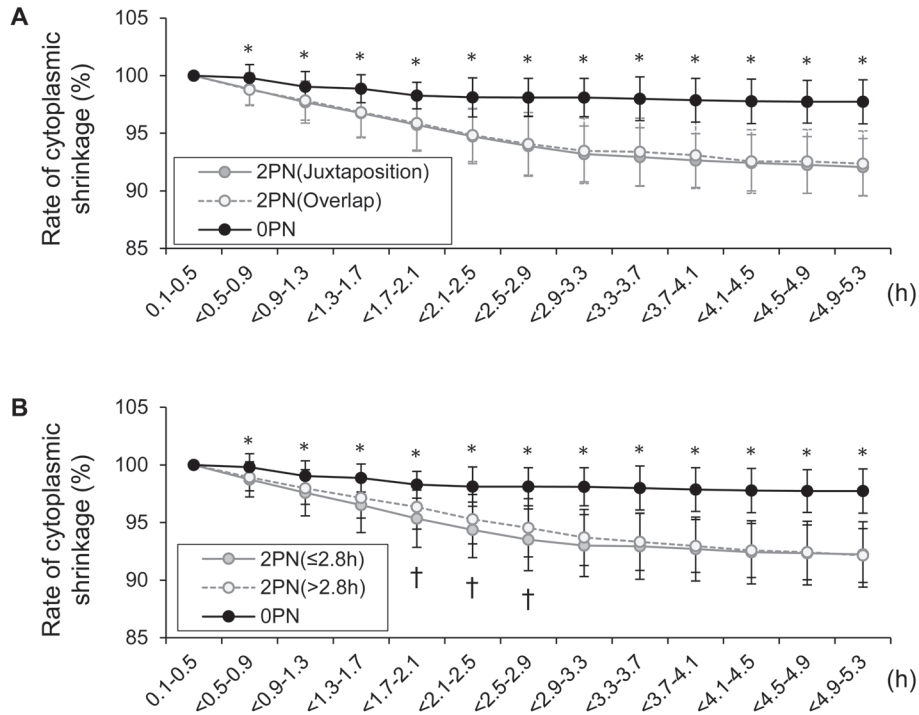 A
Rate of cytoplasmic
shrinkage (%)
105
100
95
90
85
* * * * * * * * * * * *
2PN(Juxtaposition)
2PN(Overlap)
0PN
0.1-0.5 <0.5-0.9 <0.9-1.3 <1.3-1.7 <1.7-2.1 <2.1-2.5 <2.5-2.9 <2.9-3.3 <3.3-3.7 <3.7-4.1 <4.1-4.5 <4.5-4.9 <4.9-5.3 (h)
B
Rate of cytoplasmic
shrinkage (%)
105
100
95
90
85
* * * * * * * * * * * *
2PN(≤2.8h)
2PN(>2.8h)
0PN
† † †
0.1-0.5 <0.5-0.9 <0.9-1.3 <1.3-1.7 <1.7-2.1 <2.1-2.5 <2.5-2.9 <2.9-3.3 <3.3-3.7 <3.7-4.1 <4.1-4.5 <4.5-4.9 <4.9-5.3 (h)